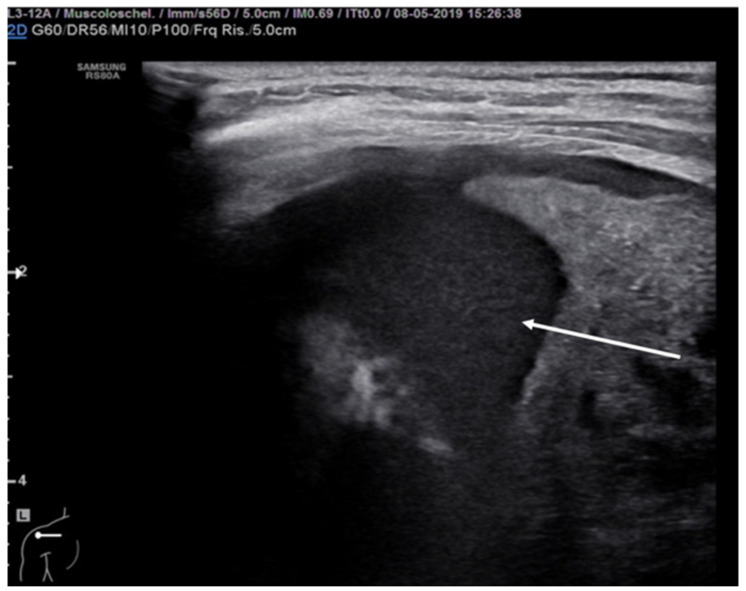 L3-12A / Muscoloschel. / Imm/s56D / 5.0cm / IM0.69 / ITt0.0 / 08-05-2019 15:26:38
2D G60/DR56/MI10/P100/Frq Ris./5.0cm
SAMSUNG
RS80A
2
4
L